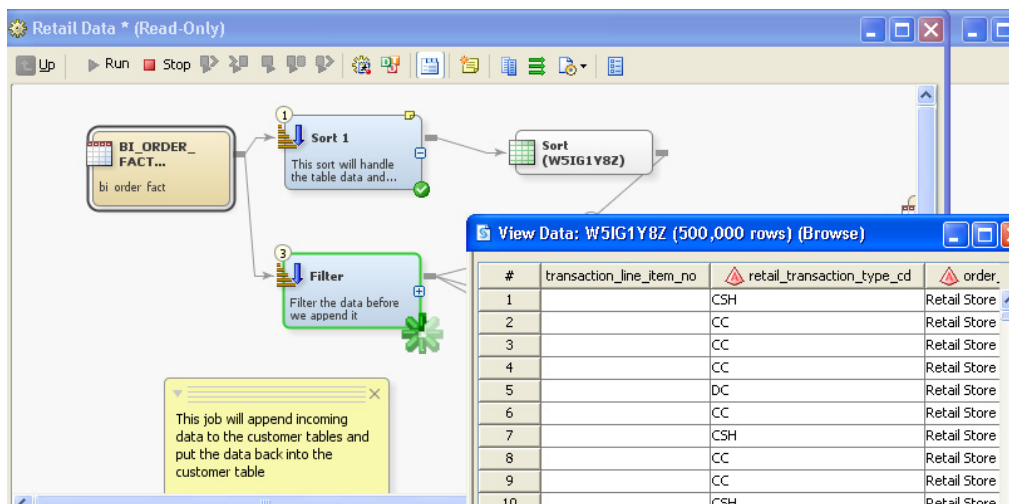 Retail Data * (Read-Only)
Up Run Stop
1
Sort 1
This sort will handle
the table data and...
BI_ORDER_
FACT...
bi order fact
Sort
(W5IG1Y8Z)
3
Filter
Filter the data before
we append it
This job will append incoming
data to the customer tables and
put the data back into the
customer table
View Data: W5IG1Y8Z (500,000 rows) (Browse)
# transaction_line_item_no retail_transaction_type_cd order_
1 CSH Retail Store
2 CC Retail Store
3 CC Retail Store
4 CC Retail Store
5 DC Retail Store
6 CC Retail Store
7 CSH Retail Store
8 CC Retail Store
9 CC Retail Store
10 CSH Retail Store